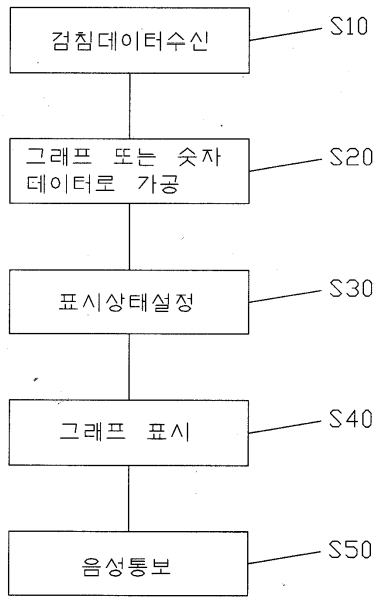 검침데이터수신
S10
그래프 또는 숫자
데이터로 가공
S20
표시상태설정
S30
그래프 표시
S40
음성통보
S50